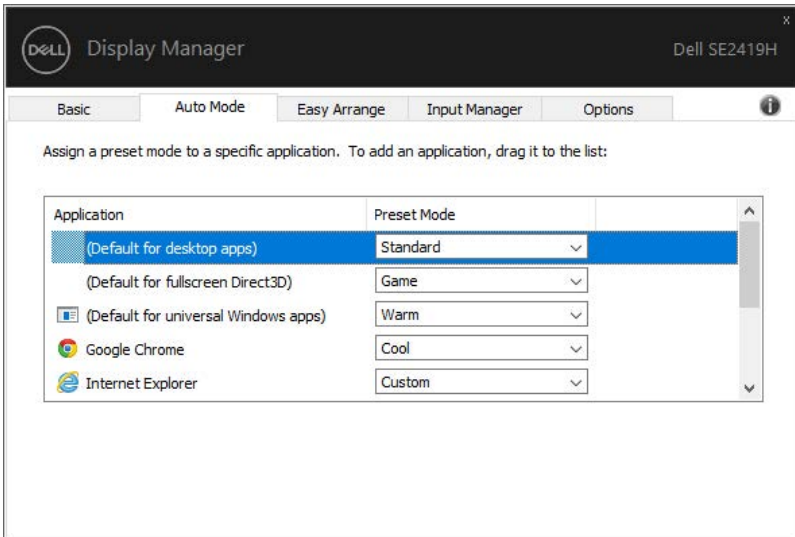 x
DELL Display Manager Dell SE2419H
Basic Auto Mode Easy Arrange Input Manager Options i
Assign a preset mode to a specific application. To add an application, drag it to the list:
Application Preset Mode
(Default for desktop apps) Standard
(Default for fullscreen Direct3D) Game
(Default for universal Windows apps) Warm
Google Chrome Cool
Internet Explorer Custom